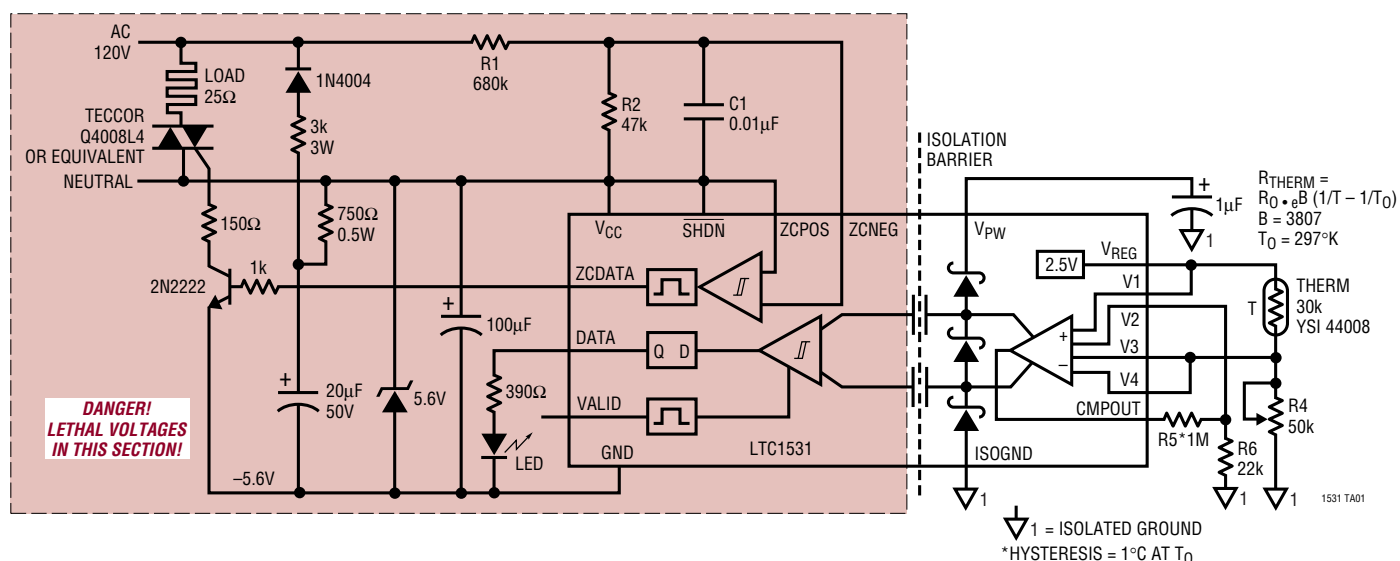 AC
120V
LOAD
25Ω
TECCOR
Q4008L4
OR EQUIVALENT
NEUTRAL
1N4004
3k
3W
R1
680k
R2
47k
C1
0.01µF
150Ω
750Ω
0.5W
2N2222
1k
20µF
50V
+
5.6V
+
100µF
390Ω
LED
–5.6V
DANGER!
LETHAL VOLTAGES
IN THIS SECTION!
VCC
SHDN
ZCPOS
ZCNEG
ZCDATA
DATA
Q D
VALID
GND
LTC1531
ISOLATION
BARRIER
VPW
+
1µF
1
2.5V
VREG
V1
V2
V3
V4
+
–
CMPOUT
ISOGND
R5*1M
R6
22k
R4
50k
T
THERM
30k
YSI 44008
RTHERM =
RO • eB (1/T – 1/TO)
B = 3807
TO = 297°K
1
1
1
1531 TA01
1 = ISOLATED GROUND
*HYSTERESIS = 1°C AT TO